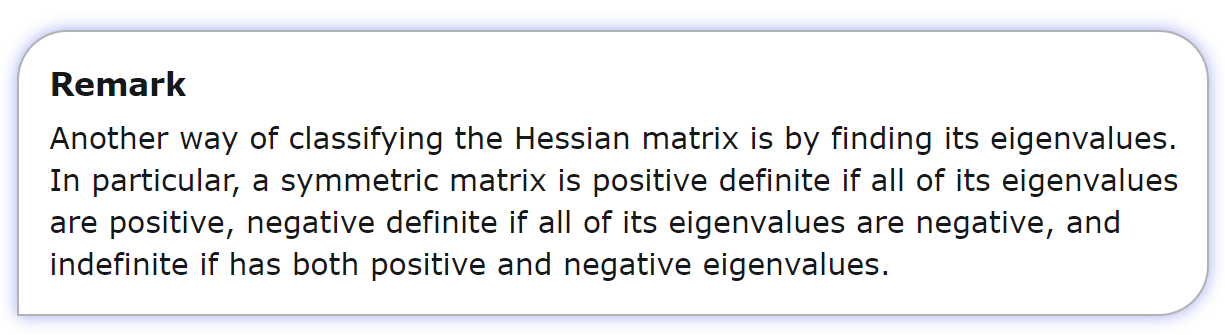 Remark
Another way of classifying the Hessian matrix is by finding its eigenvalues.
In particular, a symmetric matrix is positive definite if all of its eigenvalues
are positive, negative definite if all of its eigenvalues are negative, and
indefinite if has both positive and negative eigenvalues.